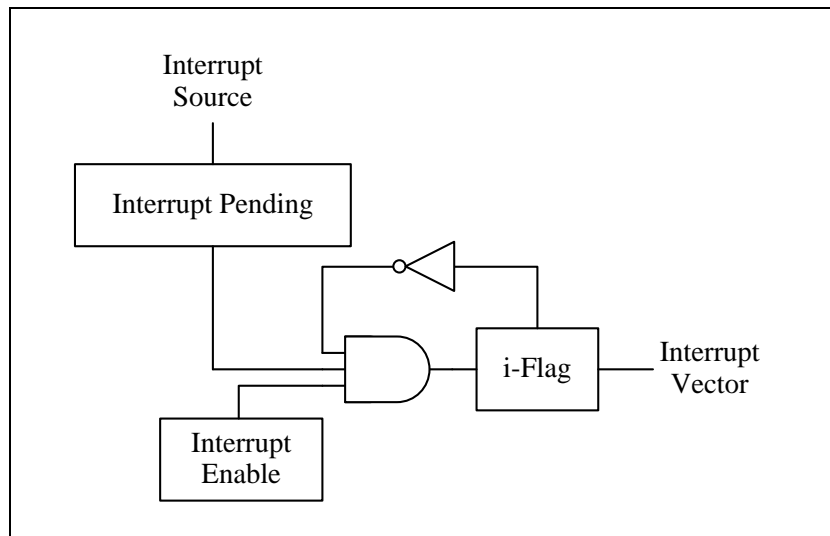 Interrupt
Source
Interrupt Pending
i-Flag
Interrupt
Vector
Interrupt
Enable